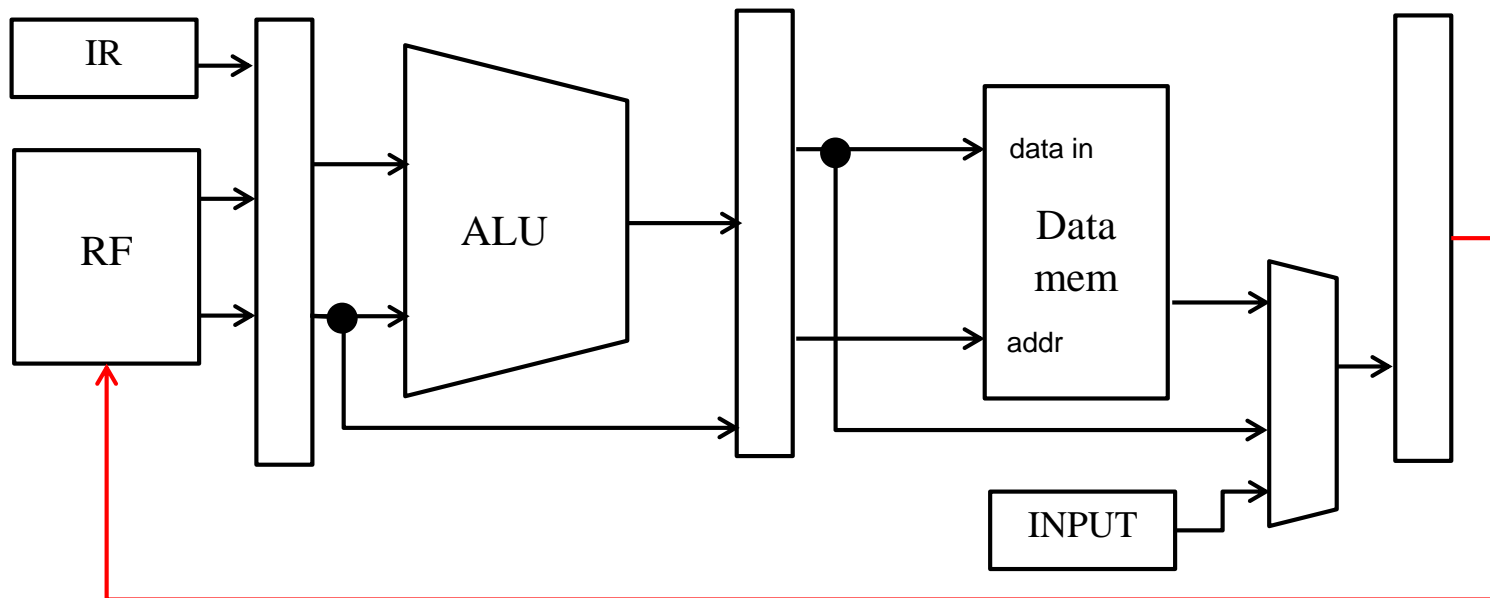 IR
RF
ALU
data in
Data
mem
addr
INPUT